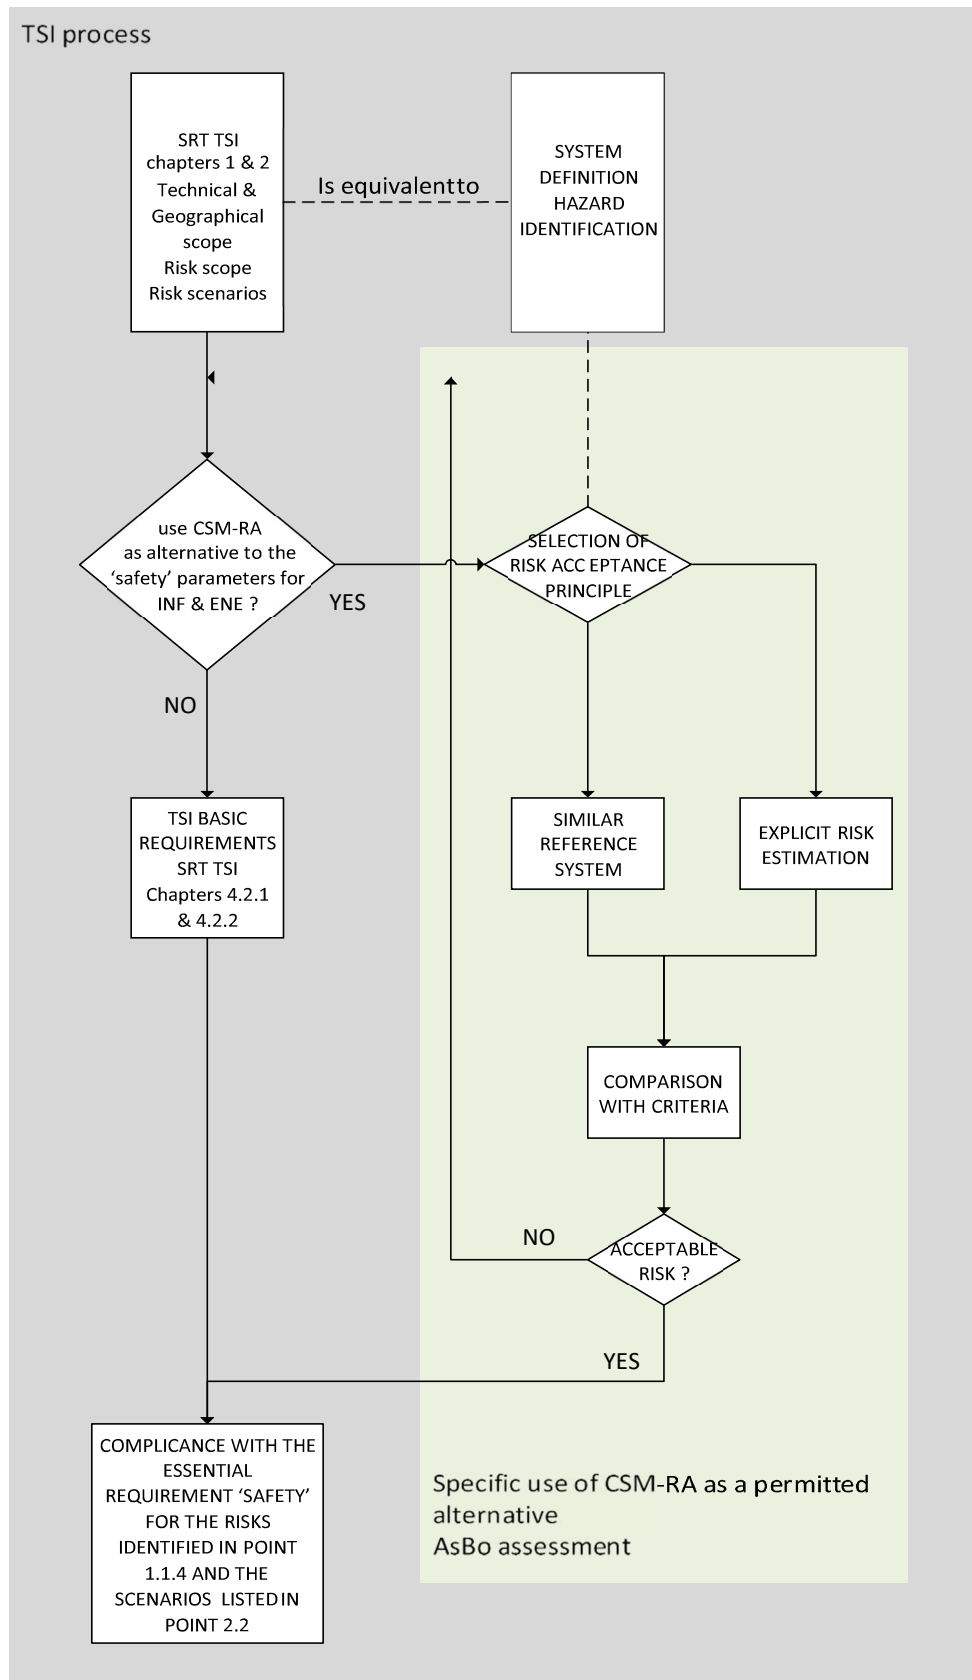 TSI process
SRT TSI
chapters 1 & 2
Technical &
Geographical
scope
Risk scope
Risk scenarios
Is equivalentto
SYSTEM
DEFINITION
HAZARD
IDENTIFICATION
use CSM-RA
as alternative to the
‘safety’ parameters for
INF & ENE ?
YES
NO
SELECTION OF
RISK ACC EPTANCE
PRINCIPLE
TSI BASIC
REQUIREMENTS
SRT TSI
Chapters 4.2.1
& 4.2.2
SIMILAR
REFERENCE
SYSTEM
EXPLICIT RISK
ESTIMATION
COMPARISON
WITH CRITERIA
NO
ACCEPTABLE
RISK ?
YES
COMPLICANCE WITH THE
ESSENTIAL
REQUIREMENT ‘SAFETY’
FOR THE RISKS
IDENTIFIED IN POINT
1.1.4 AND THE
SCENARIOS LISTED IN
POINT 2.2
Specific use of CSM-RA as a permitted
alternative
AsBo assessment